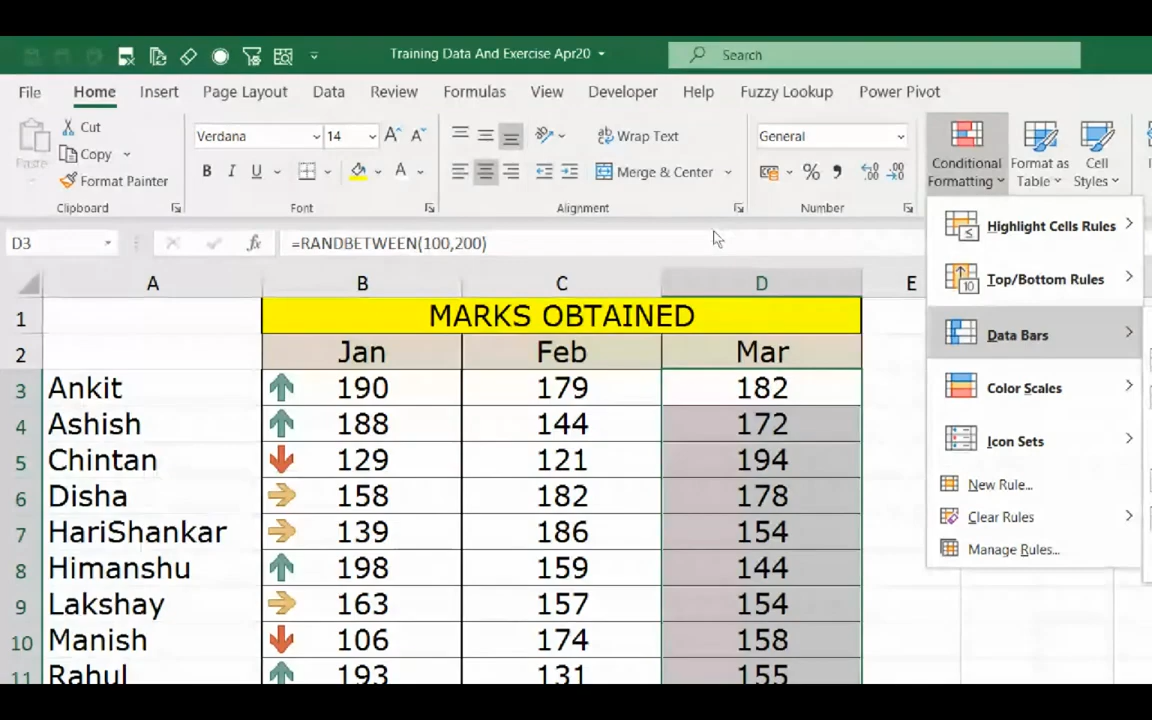 Training Data And Exercise Apr20
Search
File Home Insert Page Layout Data Review Formulas View Developer Help Fuzzy Lookup Power Pivot
Paste
Cut
Copy
Format Painter
Clipboard
Verdana 14
B I U
Font
Wrap Text
Merge & Center
Alignment
General
% ,
Number
Conditional Formatting
Format as Table
Cell Styles
D3 fx =RANDBETWEEN(100,200)
Highlight Cells Rules
Top/Bottom Rules
Data Bars
Color Scales
Icon Sets
New Rule...
Clear Rules
Manage Rules...
A B C D E
1 MARKS OBTAINED
2 Jan Feb Mar
3 Ankit 190 179 182
4 Ashish 188 144 172
5 Chintan 129 121 194
6 Disha 158 182 178
7 HariShankar 139 186 154
8 Himanshu 198 159 144
9 Lakshay 163 157 154
10 Manish 106 174 158
11 Rahul 193 131 155